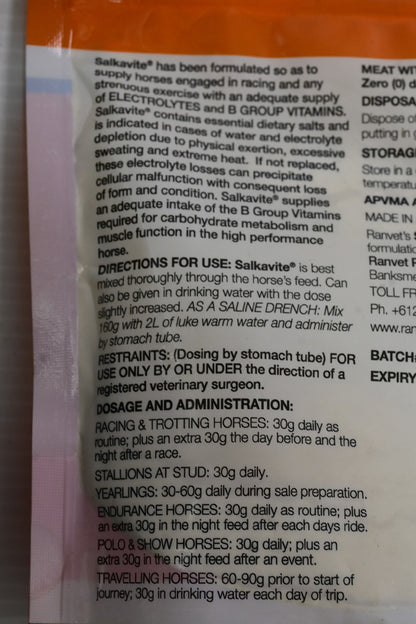 Salkavite® has been formulated so as to
supply horses engaged in racing and any
strenuous exercise with an adequate supply
of ELECTROLYTES and B GROUP VITAMINS.
Salkavite® contains essential dietary salts and
is indicated in cases of water and electrolyte
depletion due to physical exertion, excessive
sweating and extreme heat. If not replaced,
these electrolyte losses can precipitate
cellular malfunction with consequent loss
of form and condition. Salkavite® supplies
an adequate intake of the B Group Vitamins
required for carbohydrate metabolism and
muscle function in the high performance
horse.
DIRECTIONS FOR USE: Salkavite® is best
mixed thoroughly through the horse's feed. Can
also be given in drinking water with the dose
slightly increased. AS A SALINE DRENCH: Mix
160g with 2L of luke warm water and administer
by stomach tube.
RESTRAINTS: (Dosing by stomach tube) FOR
USE ONLY BY OR UNDER the direction of a
registered veterinary surgeon.
DOSAGE AND ADMINISTRATION:
RACING & TROTTING HORSES: 30g daily as
routine; plus an extra 30g the day before and the
night after a race.
STALLIONS AT STUD: 30g daily.
YEARLINGS: 30-60g daily during sale preparation.
ENDURANCE HORSES: 30g daily as routine; plus
an extra 30g in the night feed after each days ride.
POLO & SHOW HORSES: 30g daily; plus an
extra 30g in the night feed after an event.
TRAVELLING HORSES: 60-90g prior to start of
journey; 30g in drinking water each day of trip.
MEAT WI
Zero (0) d
DISPOSA
Dispose of
putting in
STORAG
Store in a
temperatu
APVMA A
MADE IN
Ranvet's
formulatio
Ranvet P
Banksme
TOLL FR
Ph. +612
www.ran
BATCH
EXPIRY